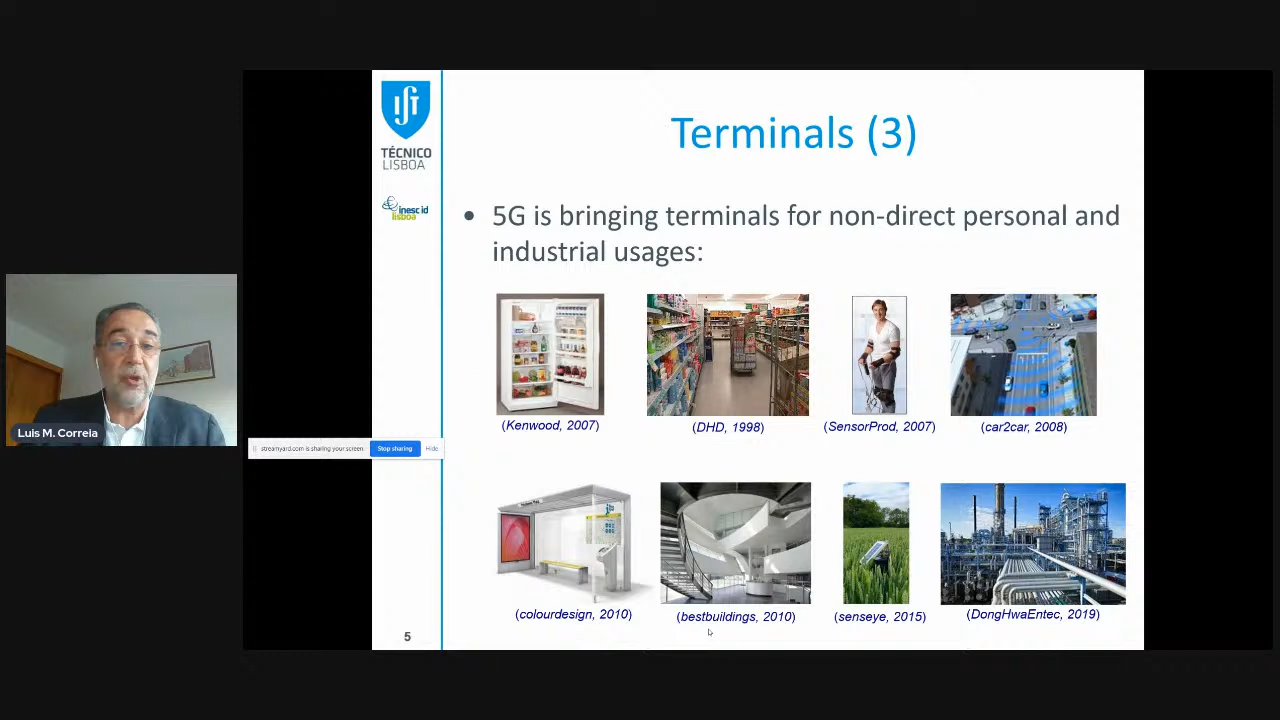 TÉCNICO
LISBOA
inesc id
lisboa
Terminals (3)
• 5G is bringing terminals for non-direct personal and
industrial usages:
(Kenwood, 2007)
(DHD, 1998)
(SensorProd, 2007)
(car2car, 2008)
Luis M. Correia
streamyard.com is sharing your screen.
Stop sharing
Hide
(colourdesign, 2010)
(bestbuildings, 2010)
(senseye, 2015)
(DongHwaEntec, 2019)
5